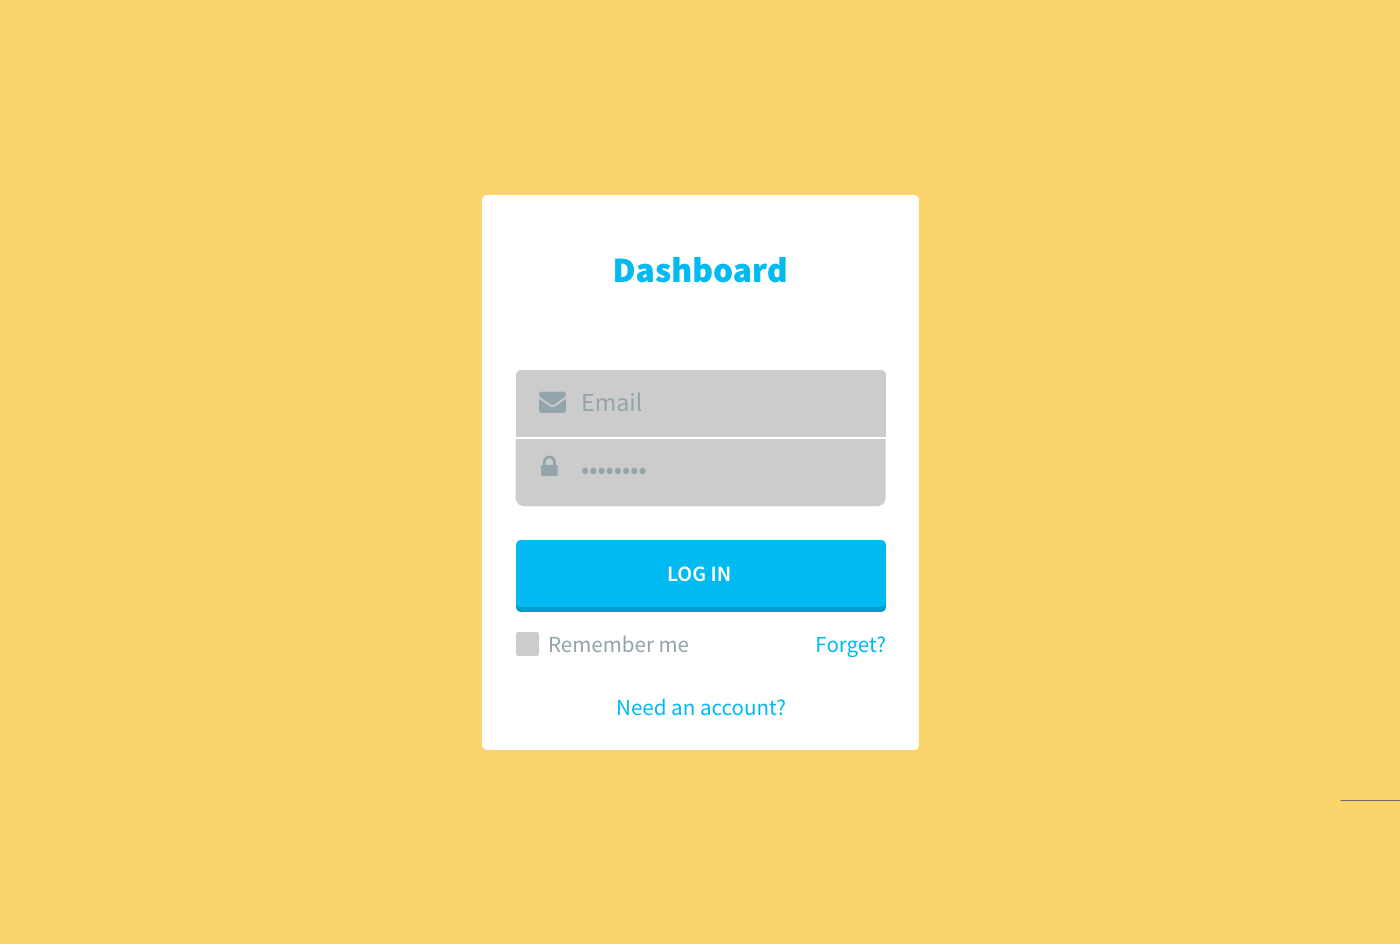 Dashboard
Email
••••••••
LOG IN
Remember me
Forget?
Need an account?